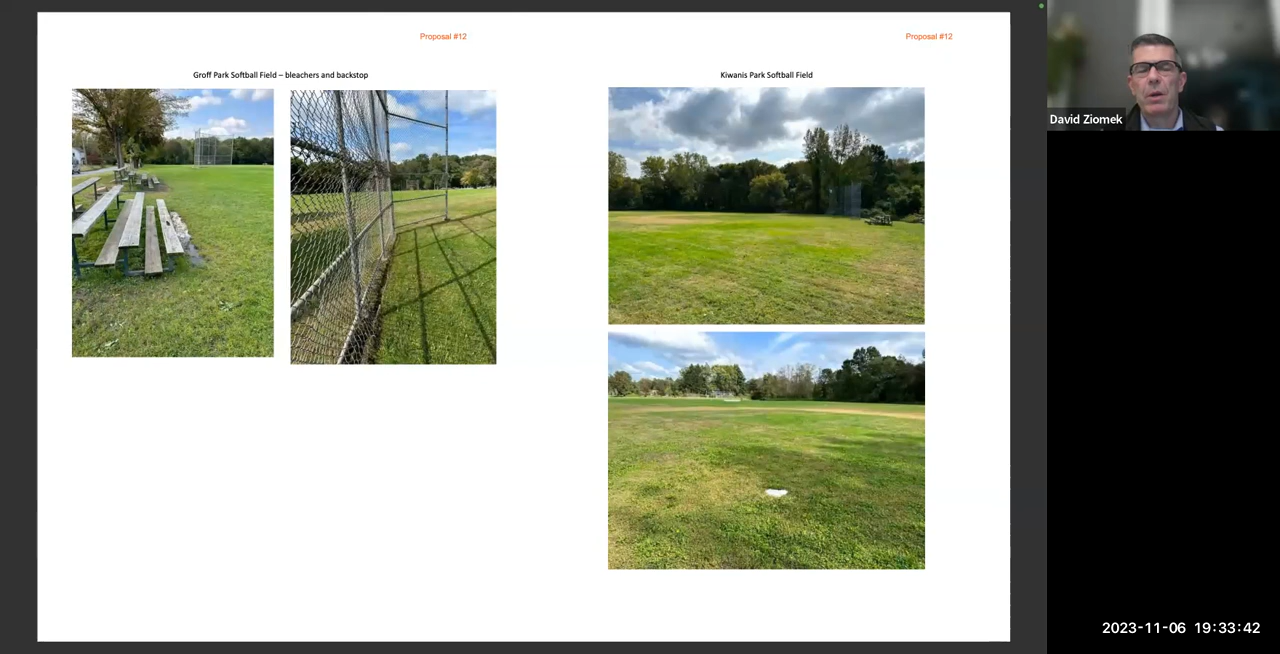 Proposal #12
Proposal #12
Groff Park Softball Field – bleachers and backstop
Kiwanis Park Softball Field
David Ziomek
2023-11-06 19:33:42